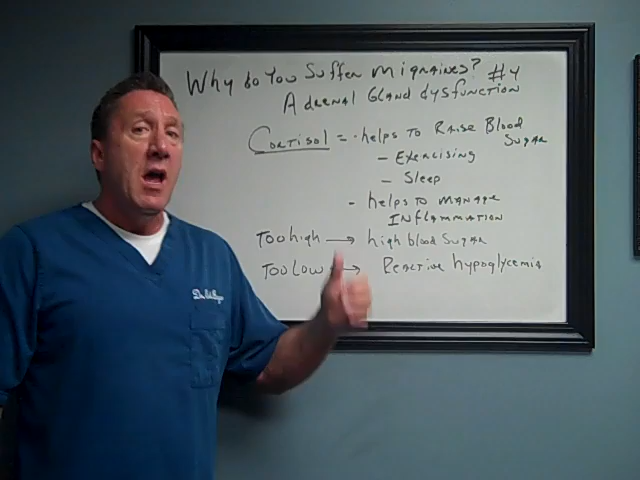 Why do You Suffer Migraines? #4
Adrenal Gland dysfunction
Cortisol = - helps to Raise Blood Sugar
- Exercising
- Sleep
- helps to manage
Inflammation
Too high → high blood Sugar
Too Low → Reactive hypoglycemia